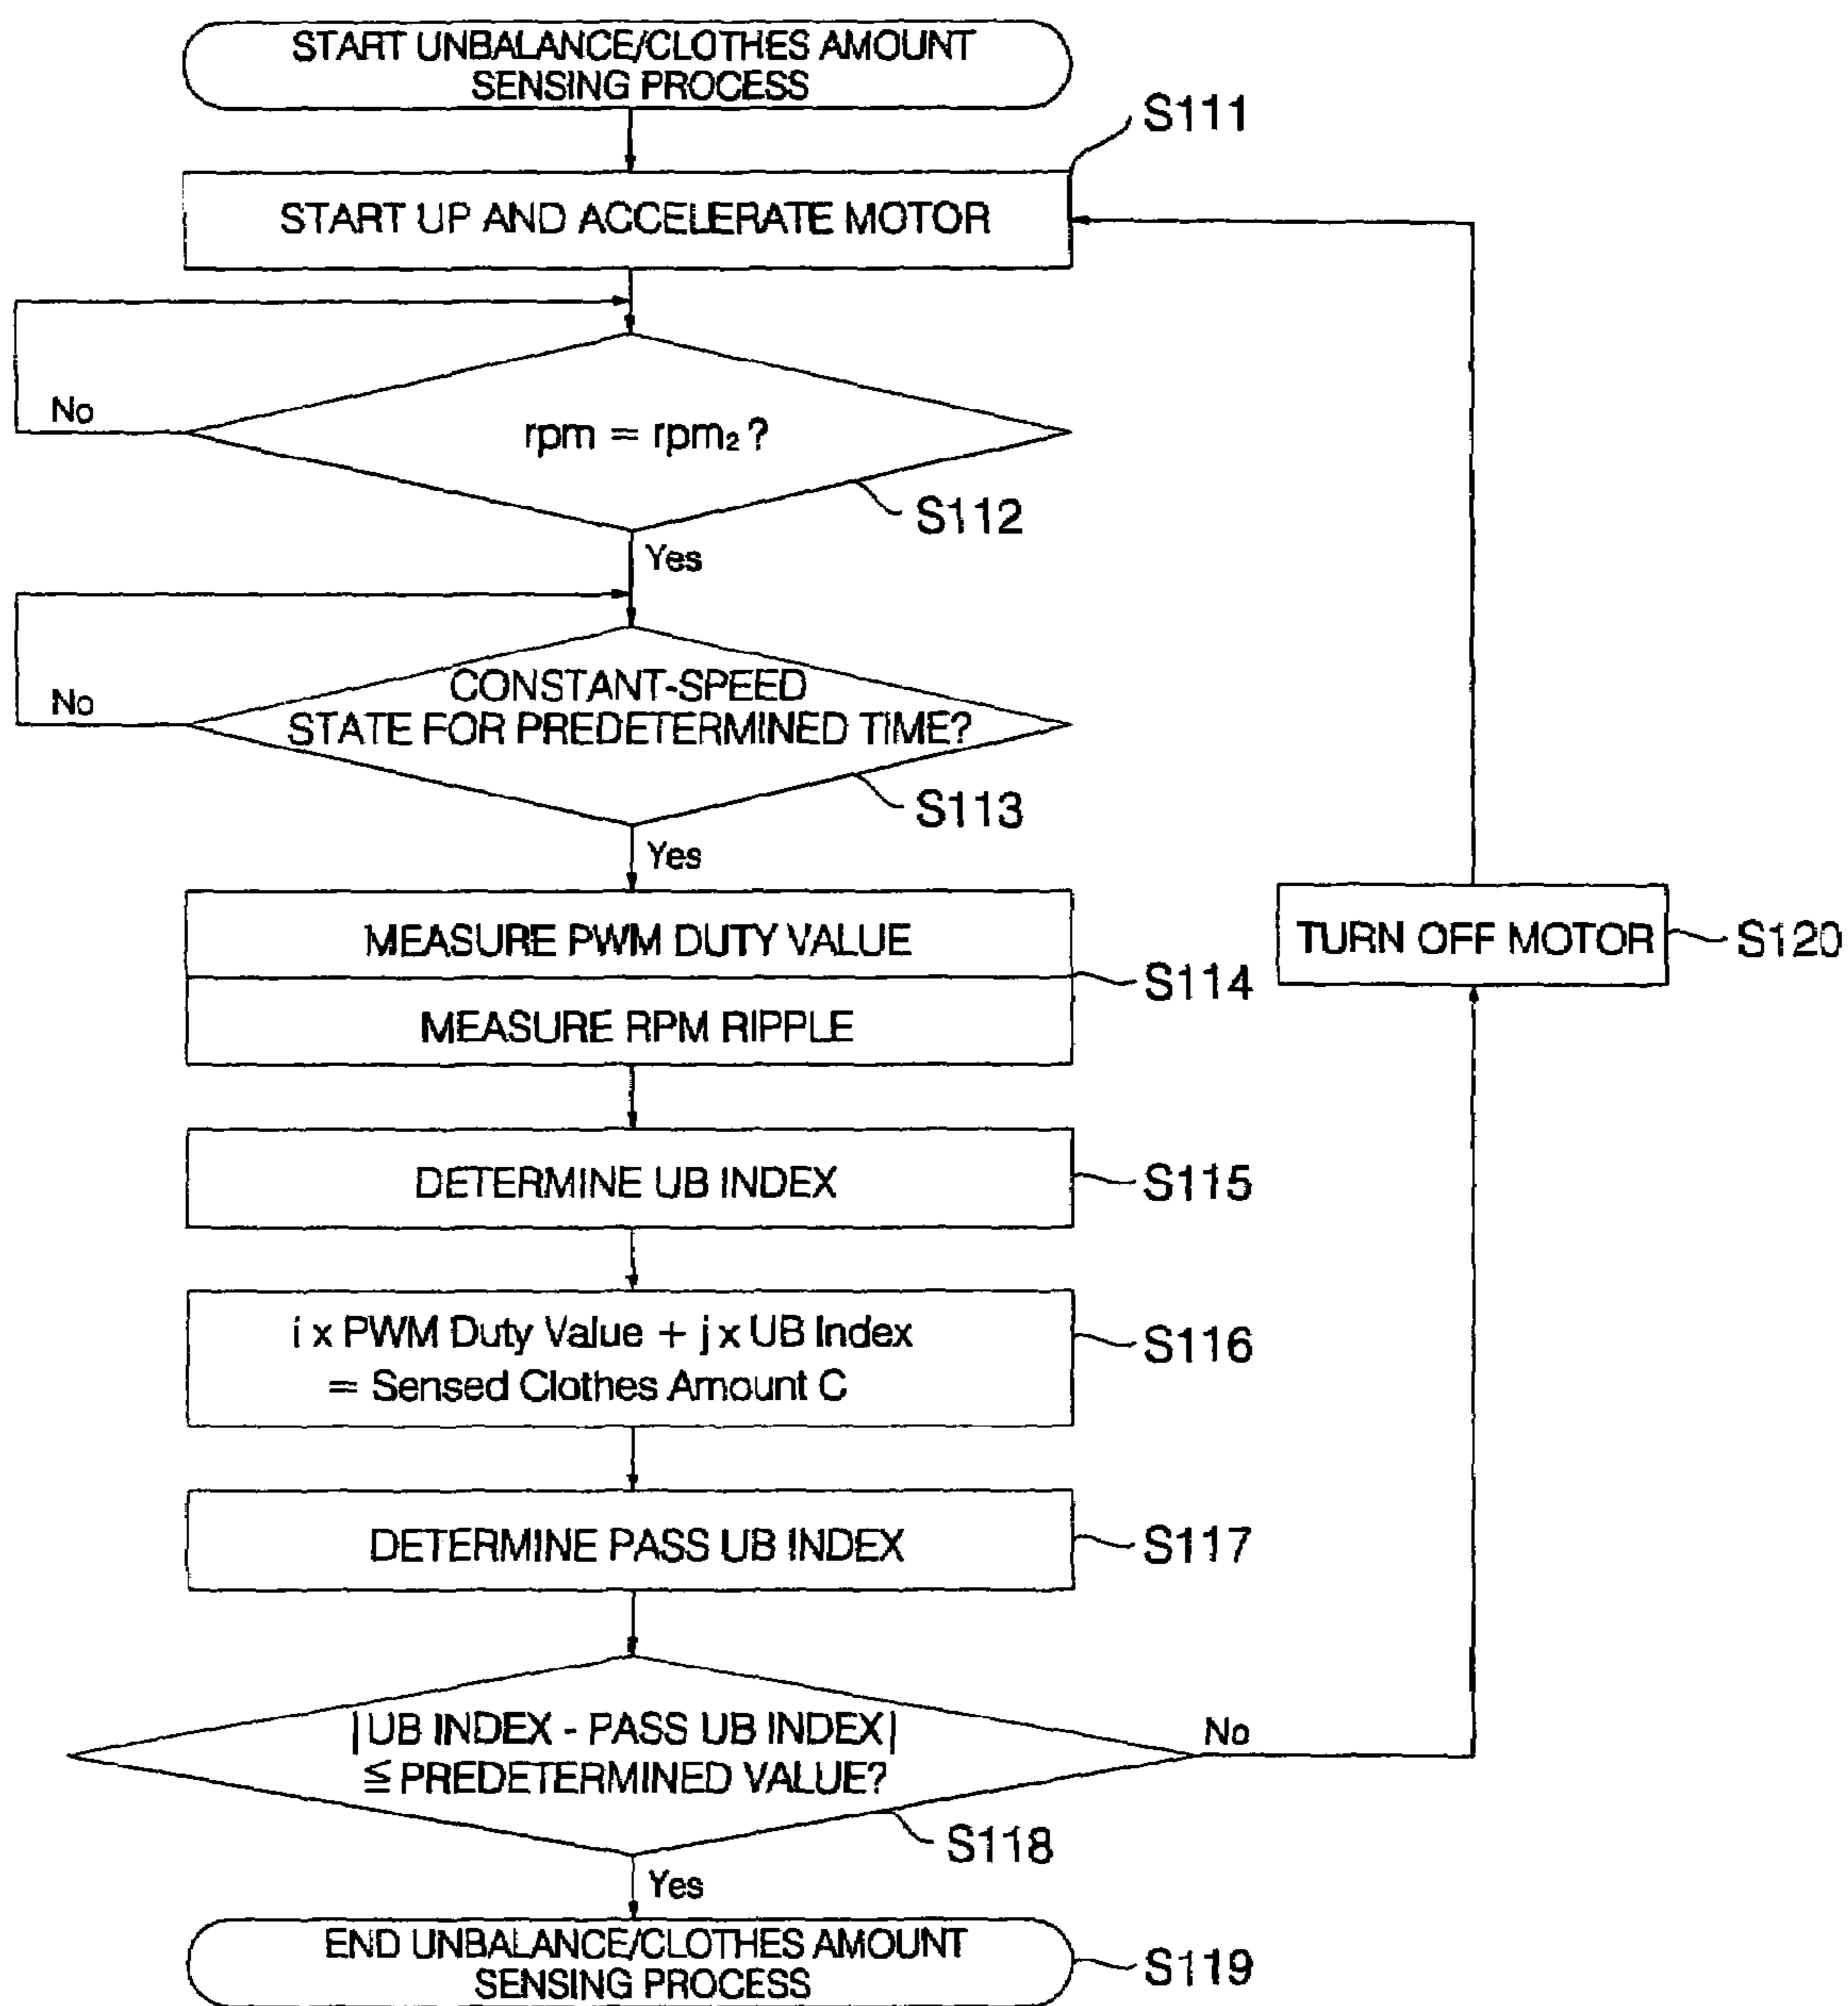 START UNBALANCE/CLOTHES AMOUNT
SENSING PROCESS
S111
START UP AND ACCELERATE MOTOR
No
rpm = rpm₂ ?
S112
Yes
No
CONSTANT-SPEED
STATE FOR PREDETERMINED TIME?
S113
Yes
MEASURE PWM DUTY VALUE
S114
MEASURE RPM RIPPLE
TURN OFF MOTOR
S120
DETERMINE UB INDEX
S115
i x PWM Duty Value + j x UB Index
= Sensed Clothes Amount C
S116
DETERMINE PASS UB INDEX
S117
|UB INDEX - PASS UB INDEX|
≦ PREDETERMINED VALUE?
No
S118
Yes
END UNBALANCE/CLOTHES AMOUNT
SENSING PROCESS
S119